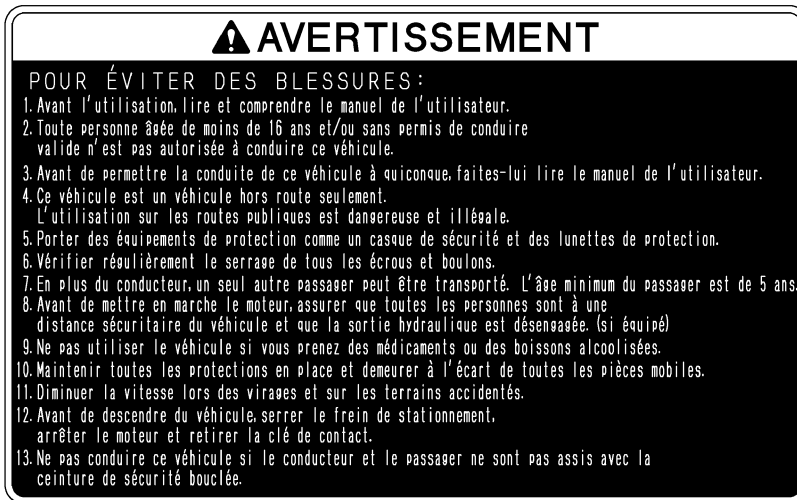 AVERTISSEMENT
POUR ÉVITER DES BLESSURES:
1. Avant l'utilisation, lire et comprendre le manuel de l'utilisateur.
2. Toute personne âgée de moins de 16 ans et/ou sans permis de conduire
valide n'est pas autorisée à conduire ce véhicule.
3. Avant de permettre la conduite de ce véhicule à quiconque, faites-lui lire le manuel de l'utilisateur.
4. Ce véhicule est un véhicule hors route seulement.
L'utilisation sur les routes publiques est dangereuse et illégale.
5. Porter des équipements de protection comme un casque de sécurité et des lunettes de protection.
6. Vérifier régulièrement le serrage de tous les écrous et boulons.
7. En plus du conducteur, un seul autre passager peut être transporté. L'âge minimum du passager est de 5 ans.
8. Avant de mettre en marche le moteur, assurer que toutes les personnes sont à une
distance sécuritaire du véhicule et que la sortie hydraulique est désengagée. (si équipé)
9. Ne pas utiliser le véhicule si vous prenez des médicaments ou des boissons alcoolisées.
10. Maintenir toutes les protections en place et demeurer à l'écart de toutes les pièces mobiles.
11. Diminuer la vitesse lors des virages et sur les terrains accidentés.
12. Avant de descendre du véhicule, serrer le frein de stationnement,
arrêter le moteur et retirer la clé de contact.
13. Ne pas conduire ce véhicule si le conducteur et le passager ne sont pas assis avec la
ceinture de sécurité bouclée.